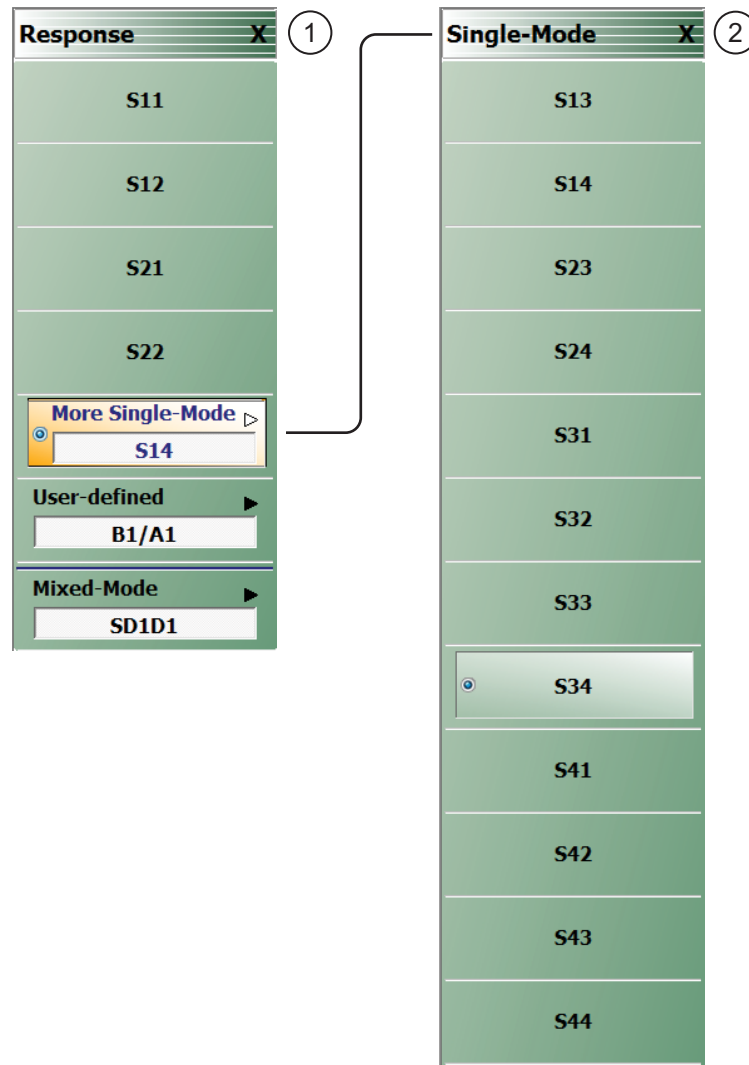 Response X
1
S11
S12
S21
S22
More Single-Mode
S14
User-defined
B1/A1
Mixed-Mode
SD1D1
Single-Mode X
2
S13
S14
S23
S24
S31
S32
S33
S34
S41
S42
S43
S44